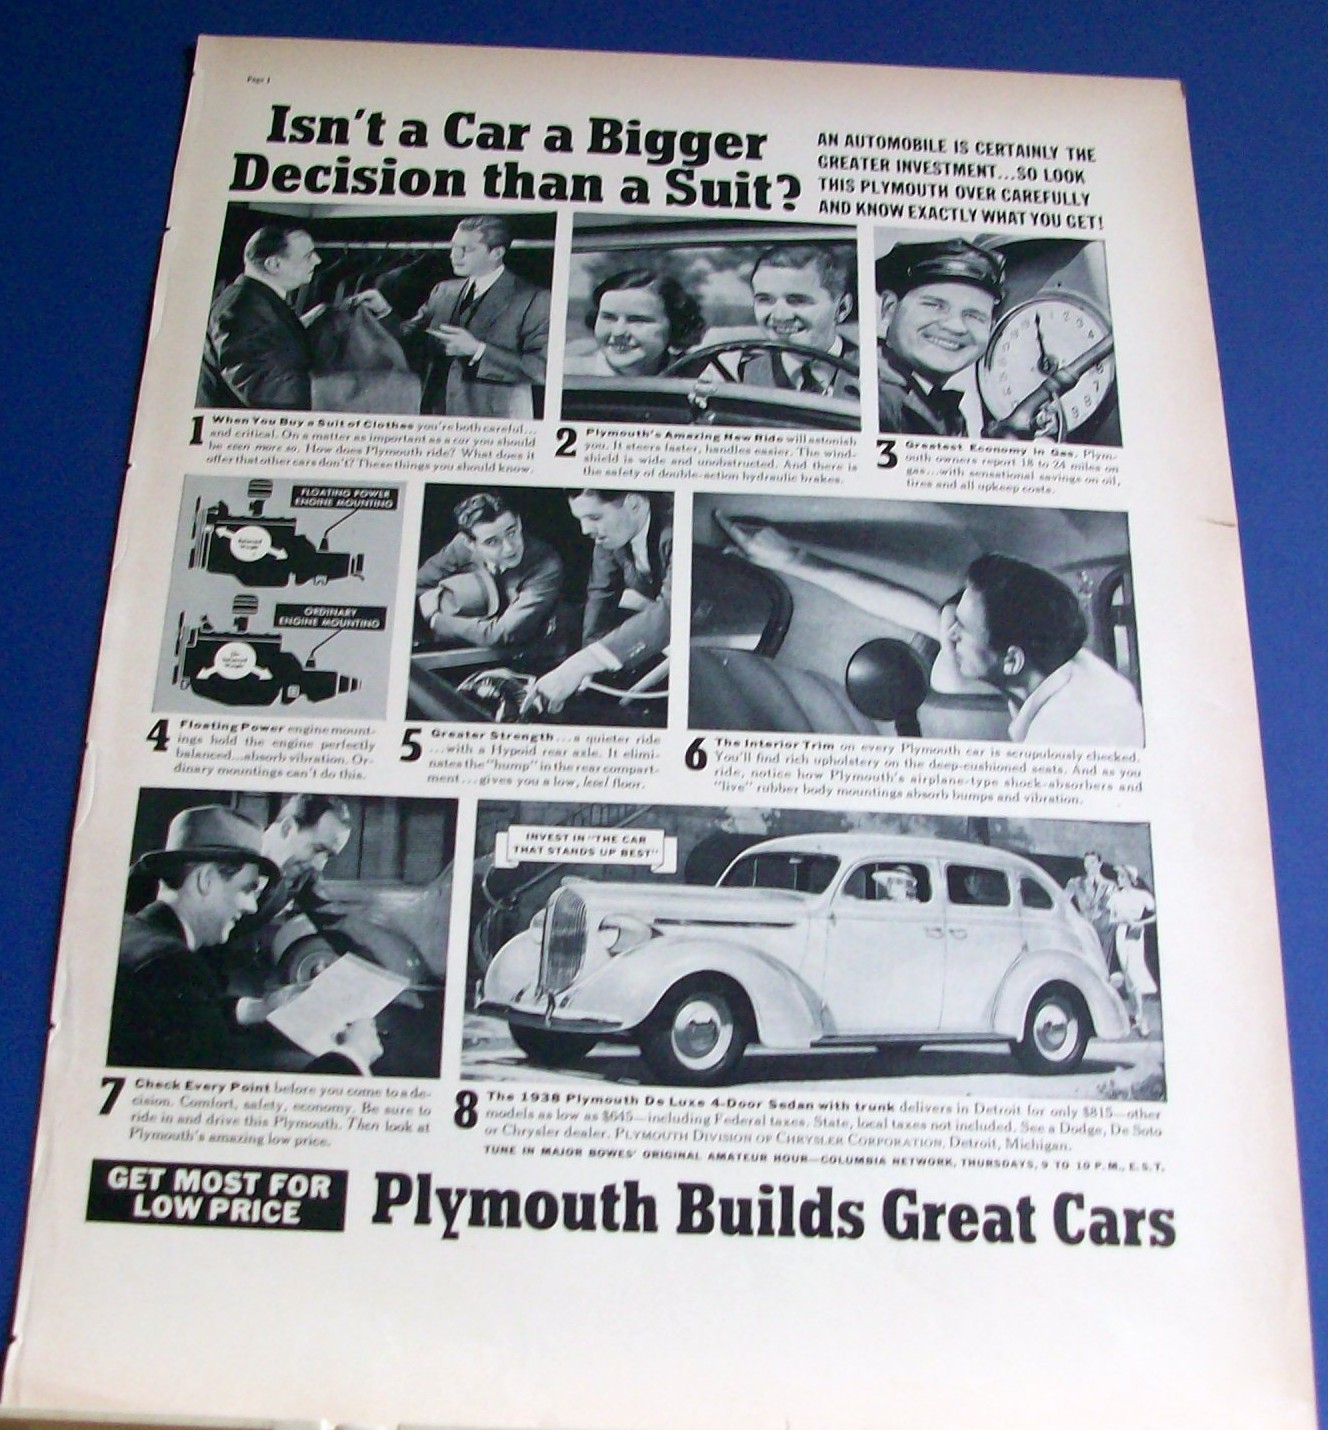 Page 1
Isn't a Car a Bigger
Decision than a Suit?
AN AUTOMOBILE IS CERTAINLY THE
GREATER INVESTMENT...SO LOOK
THIS PLYMOUTH OVER CAREFULLY
AND KNOW EXACTLY WHAT YOU GET!
1 When You Buy a Suit of Clothes you're both careful...
and critical. On a matter as important as a car you should
be even more so. How does Plymouth ride? What does it
offer that other cars don't? These things you should know.
2 Plymouth's Amazing New Ride will astonish
you. It steers faster, handles easier. The wind-
shield is wide and unobstructed. And there is
the safety of double-action hydraulic brakes.
3 Greatest Economy in Gas. Plym-
outh owners report 18 to 24 miles on
gas...with sensational savings on oil,
tires and all upkeep costs.
FLOATING POWER
ENGINE MOUNTING
ORDINARY
ENGINE MOUNTING
4 Floating Power engine mount-
ings hold the engine perfectly
balanced...absorb vibration. Or-
dinary mountings can't do this.
5 Greater Strength...a quieter ride
...with a Hypoid rear axle. It elimi-
nates the "hump" in the rear compart-
ment...gives you a low, level floor.
6 The Interior Trim on every Plymouth car is scrupulously checked.
You'll find rich upholstery on the deep-cushioned seats. And as you
ride, notice how Plymouth's airplane-type shock-absorbers and
"live" rubber body mountings absorb bumps and vibration.
INVEST IN "THE CAR
THAT STANDS UP BEST"
7 Check Every Point before you come to a de-
cision. Comfort, safety, economy. Be sure to
ride in and drive this Plymouth. Then look at
Plymouth's amazing low price.
8 The 1938 Plymouth De Luxe 4-Door Sedan with trunk delivers in Detroit for only $815—other
models as low as $645—including Federal taxes. State, local taxes not included. See a Dodge, De Soto
or Chrysler dealer. PLYMOUTH DIVISION OF CHRYSLER CORPORATION, Detroit, Michigan.
TUNE IN MAJOR BOWES' ORIGINAL AMATEUR HOUR—COLUMBIA NETWORK, THURSDAYS, 9 TO 10 P.M., E.S.T.
GET MOST FOR
LOW PRICE
Plymouth Builds Great Cars